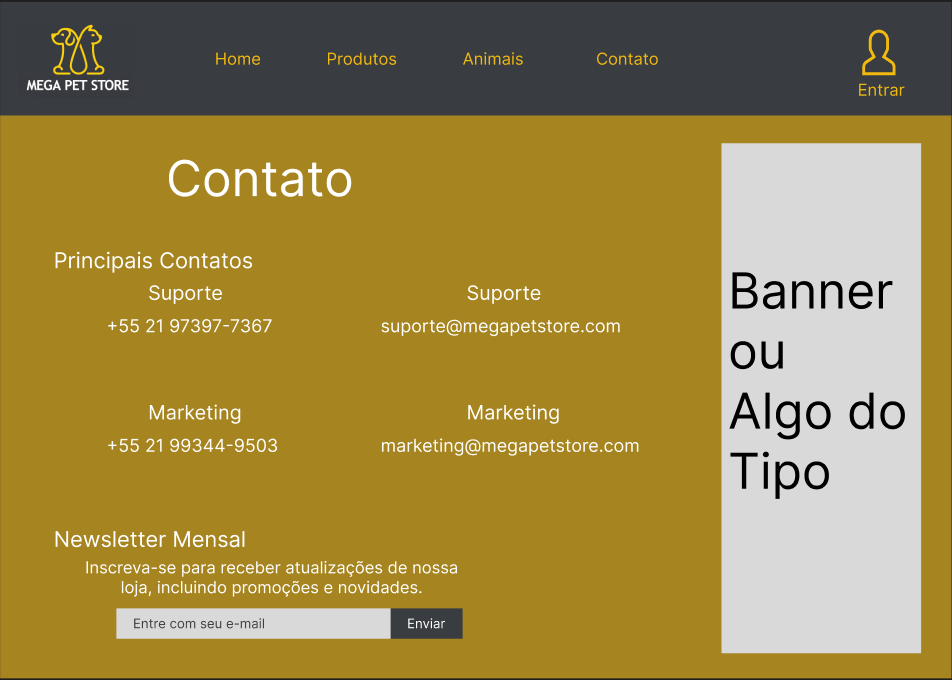 MEGA PET STORE
Home
Produtos
Animais
Contato
Entrar
Contato
Principais Contatos
Suporte
+55 21 97397-7367
Suporte
suporte@megapetstore.com
Marketing
+55 21 99344-9503
Marketing
marketing@megapetstore.com
Newsletter Mensal
Inscreva-se para receber atualizações de nossa
loja, incluindo promoções e novidades.
Entre com seu e-mail
Enviar
Banner
ou
Algo do
Tipo